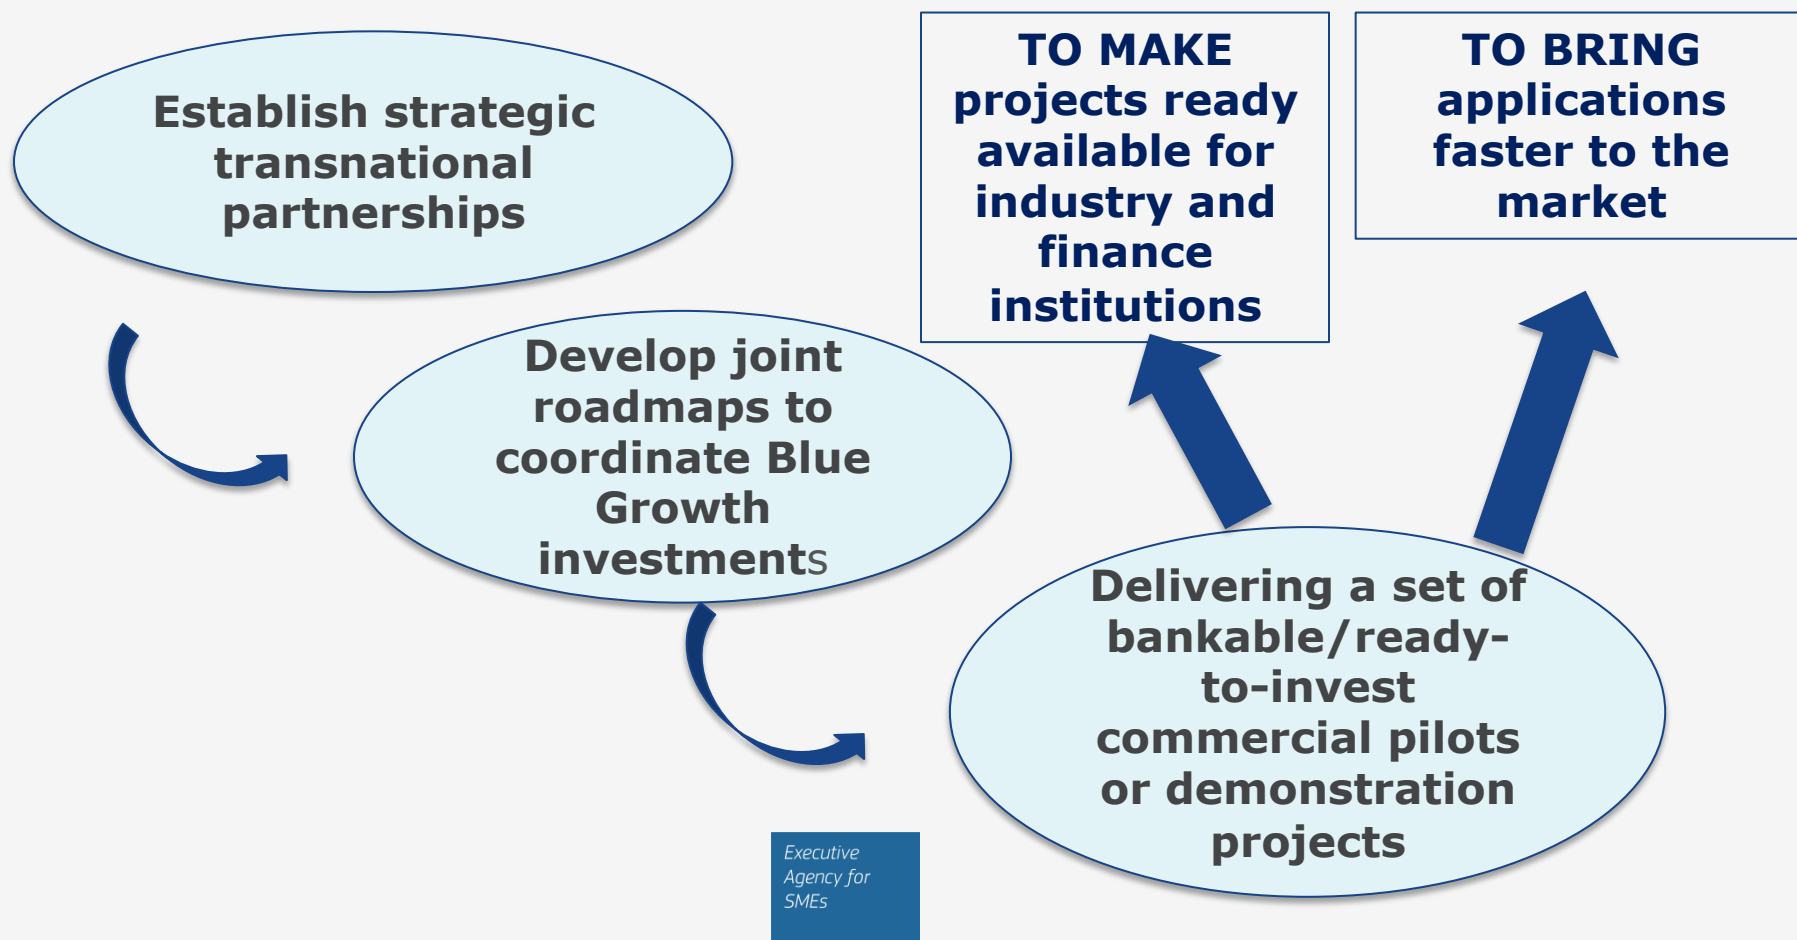 Establish strategic
transnational
partnerships
Develop joint
roadmaps to
coordinate Blue
Growth
investments
TO MAKE
projects ready
available for
industry and
finance
institutions
TO BRING
applications
faster to the
market
Delivering a set of
bankable/ready-
to-invest
commercial pilots
or demonstration
projects
Executive
Agency for
SMEs